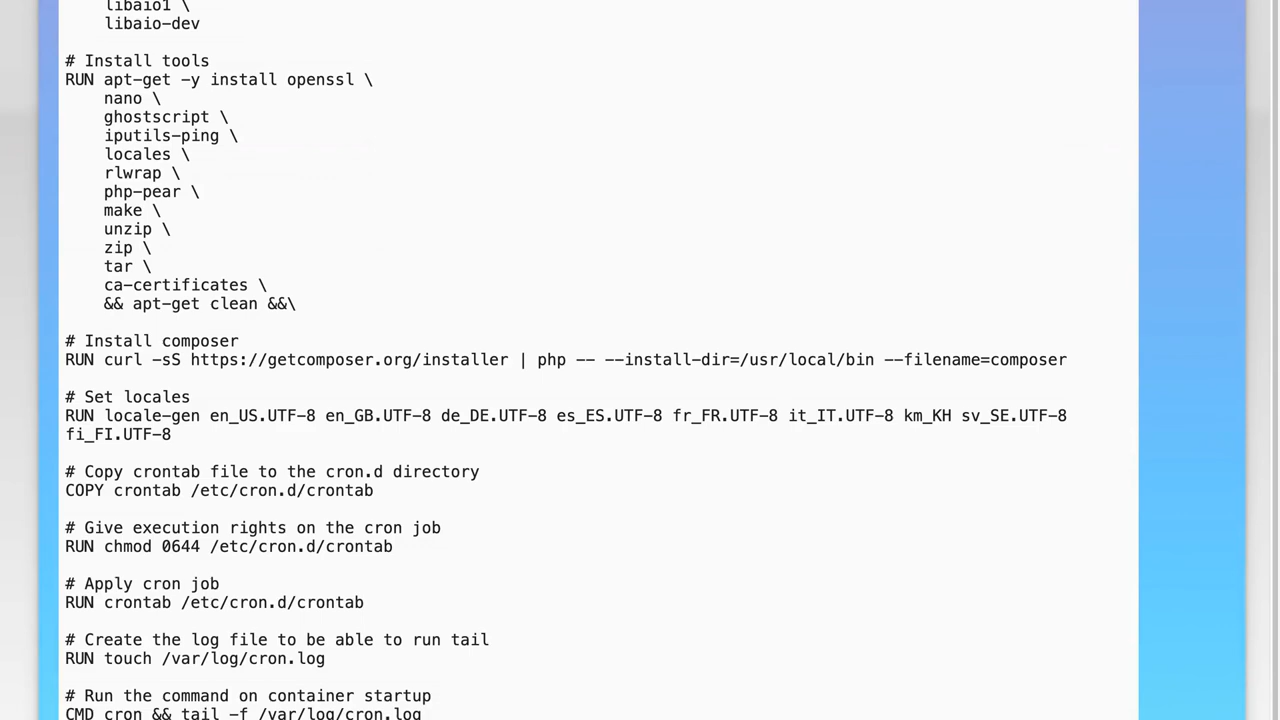 libaio1 \
libaio-dev
# Install tools
RUN apt-get -y install openssl \
nano \
ghostscript \
iputils-ping \
locales \
rlwrap \
php-pear \
make \
unzip \
zip \
tar \
ca-certificates \
&& apt-get clean &&\
# Install composer
RUN curl -sS https://getcomposer.org/installer | php -- --install-dir=/usr/local/bin --filename=composer
# Set locales
RUN locale-gen en_US.UTF-8 en_GB.UTF-8 de_DE.UTF-8 es_ES.UTF-8 fr_FR.UTF-8 it_IT.UTF-8 km_KH sv_SE.UTF-8
fi_FI.UTF-8
# Copy crontab file to the cron.d directory
COPY crontab /etc/cron.d/crontab
# Give execution rights on the cron job
RUN chmod 0644 /etc/cron.d/crontab
# Apply cron job
RUN crontab /etc/cron.d/crontab
# Create the log file to be able to run tail
RUN touch /var/log/cron.log
# Run the command on container startup
CMD cron && tail -f /var/log/cron.log